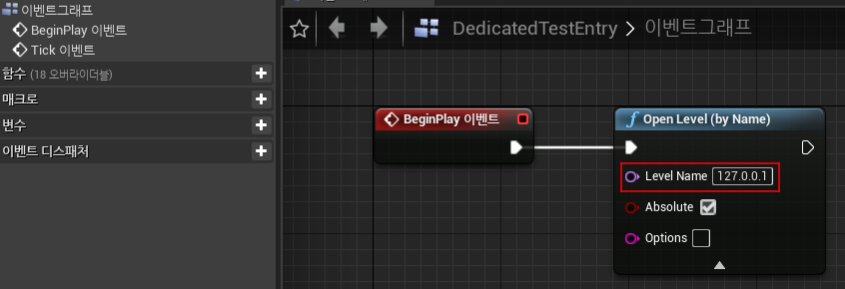 이벤트그래프
BeginPlay 이벤트
Tick 이벤트
함수 (18 오버라이더블)
매크로
변수
이벤트 디스패처
DedicatedTestEntry > 이벤트그래프
BeginPlay 이벤트
f Open Level (by Name)
Level Name 127.0.0.1
Absolute
Options